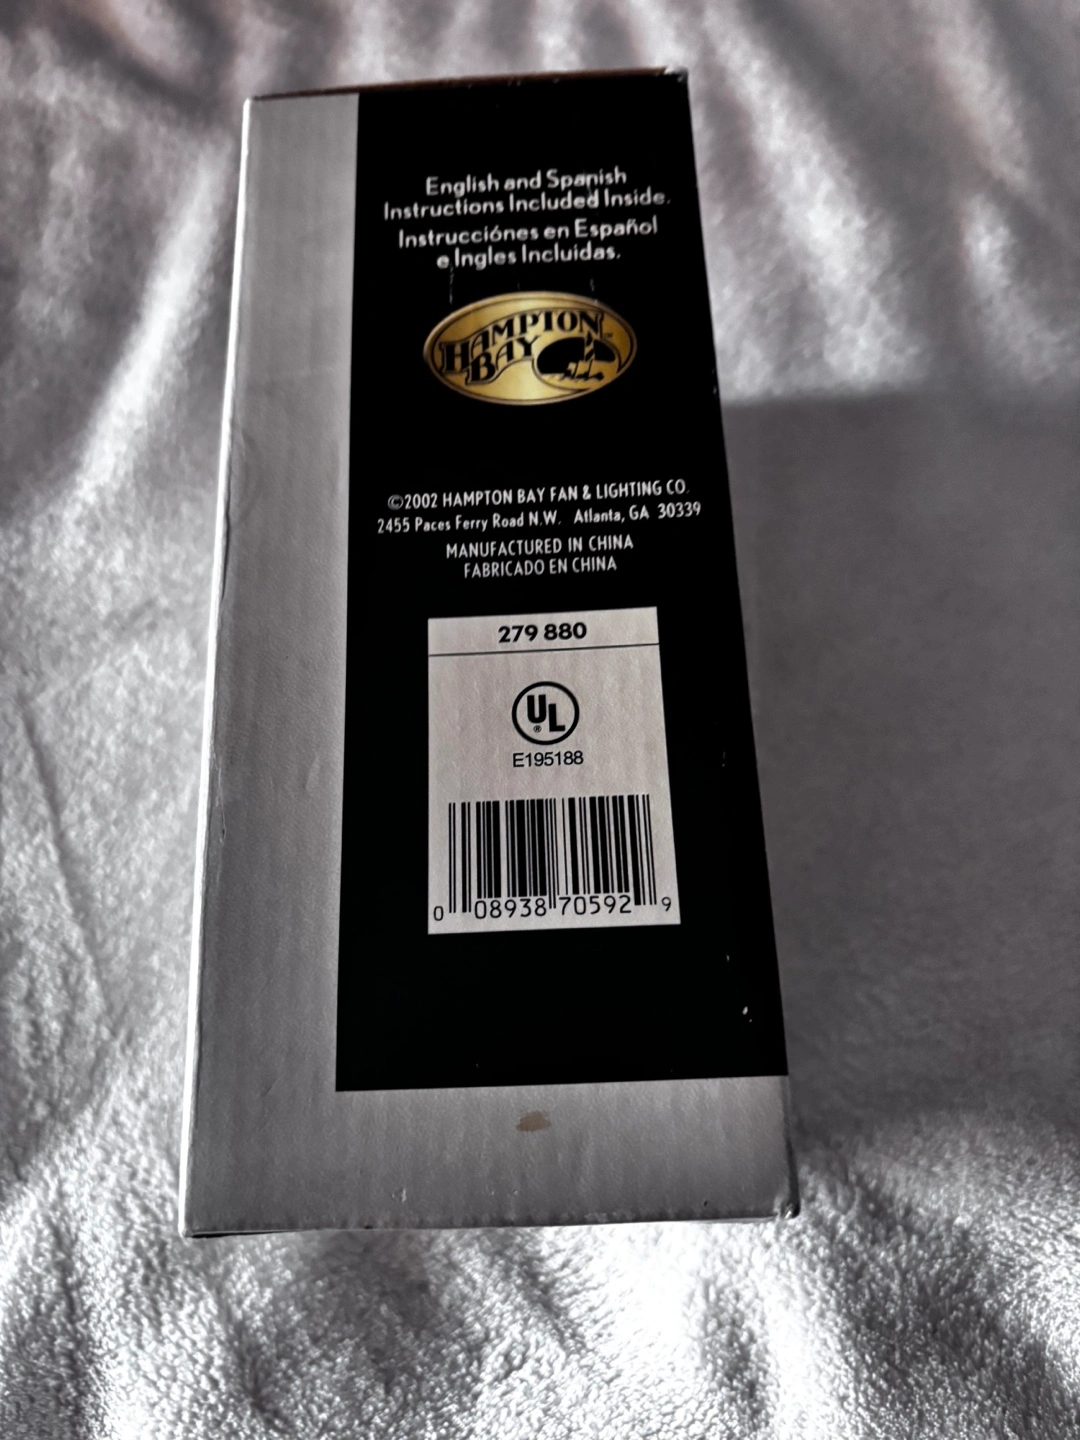 English and Spanish
Instructions Included Inside.
Instrucciónes en Español
e Ingles Incluidas.
HAMPTON
BAY
©2002 HAMPTON BAY FAN & LIGHTING CO.
2455 Paces Ferry Road N.W. Atlanta, GA 30339
MANUFACTURED IN CHINA
FABRICADO EN CHINA
279 880
UL
®
E195188
0 08938 70592 9